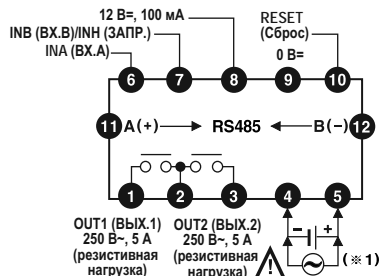 12 В=, 100 мА
RESET
(Сброс)
INB (ВХ.В)/INH (ЗАПР.)
INA (ВХ.А)
0 В=
6 7 8 9 10
11 A(+) RS485 B(−) 12
1 2 3 4 5
OUT1 (ВЫХ.1)
250 В~, 5 А
(резистивная
нагрузка)
OUT2 (ВЫХ.2)
250 В~, 5 А
(резистивная
нагрузка)
− +
(※1)